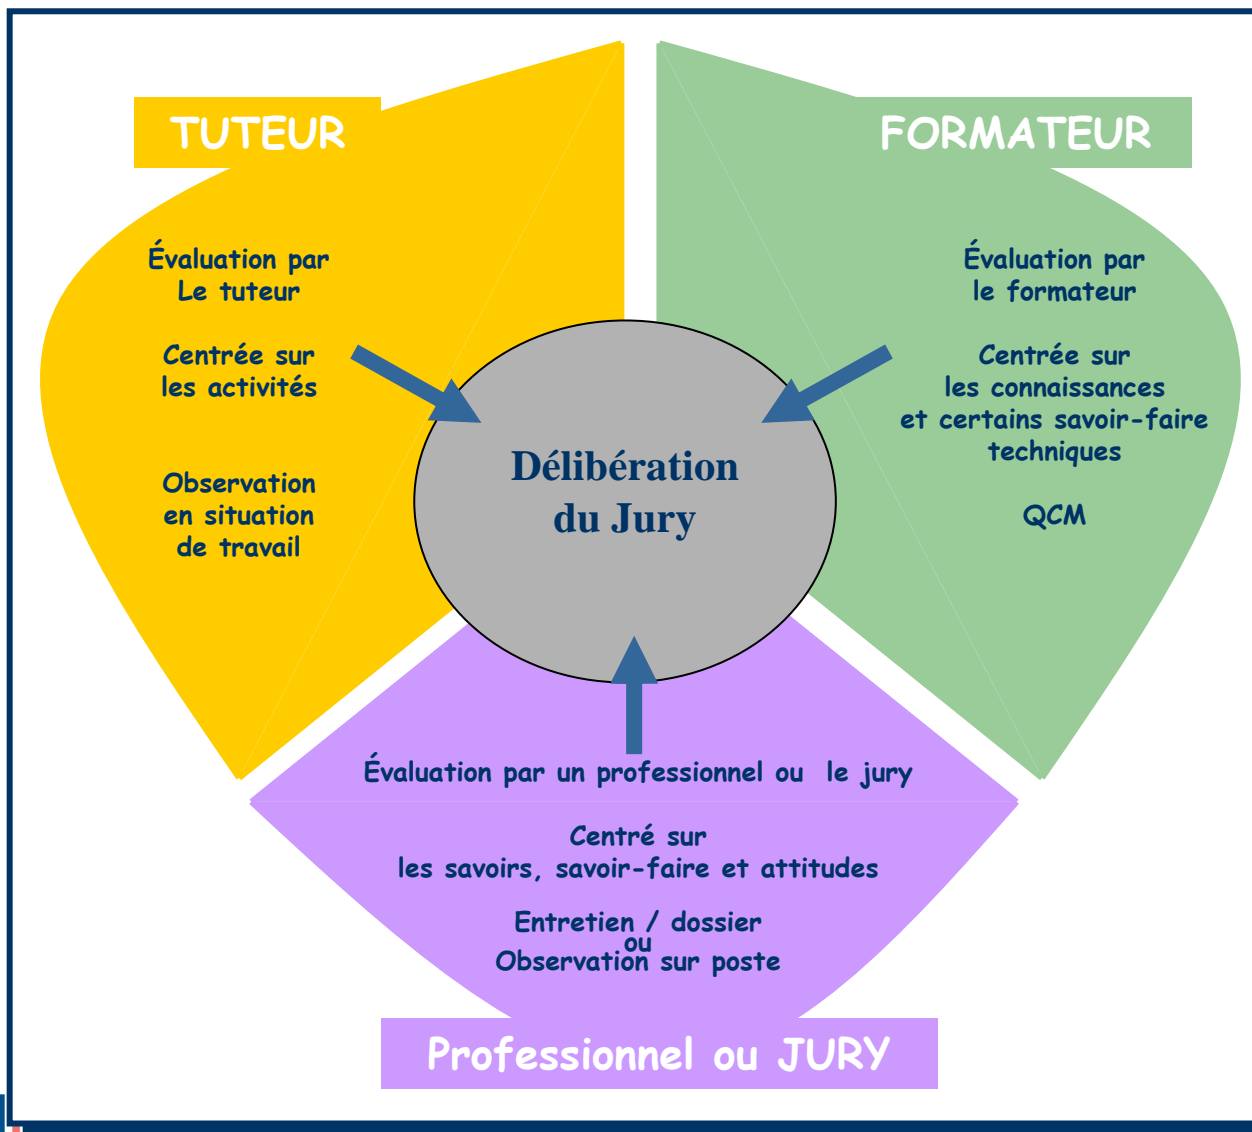 TUTEUR
Évaluation par
Le tuteur
Centrée sur
les activités
Observation
en situation
de travail
FORMATEUR
Évaluation par
le formateur
Centrée sur
les connaissances
et certains savoir-faire
techniques
QCM
Délibération
du Jury
Évaluation par un professionnel ou le jury
Centré sur
les savoirs, savoir-faire et attitudes
Entretien / dossier
ou
Observation sur poste
Professionnel ou JURY